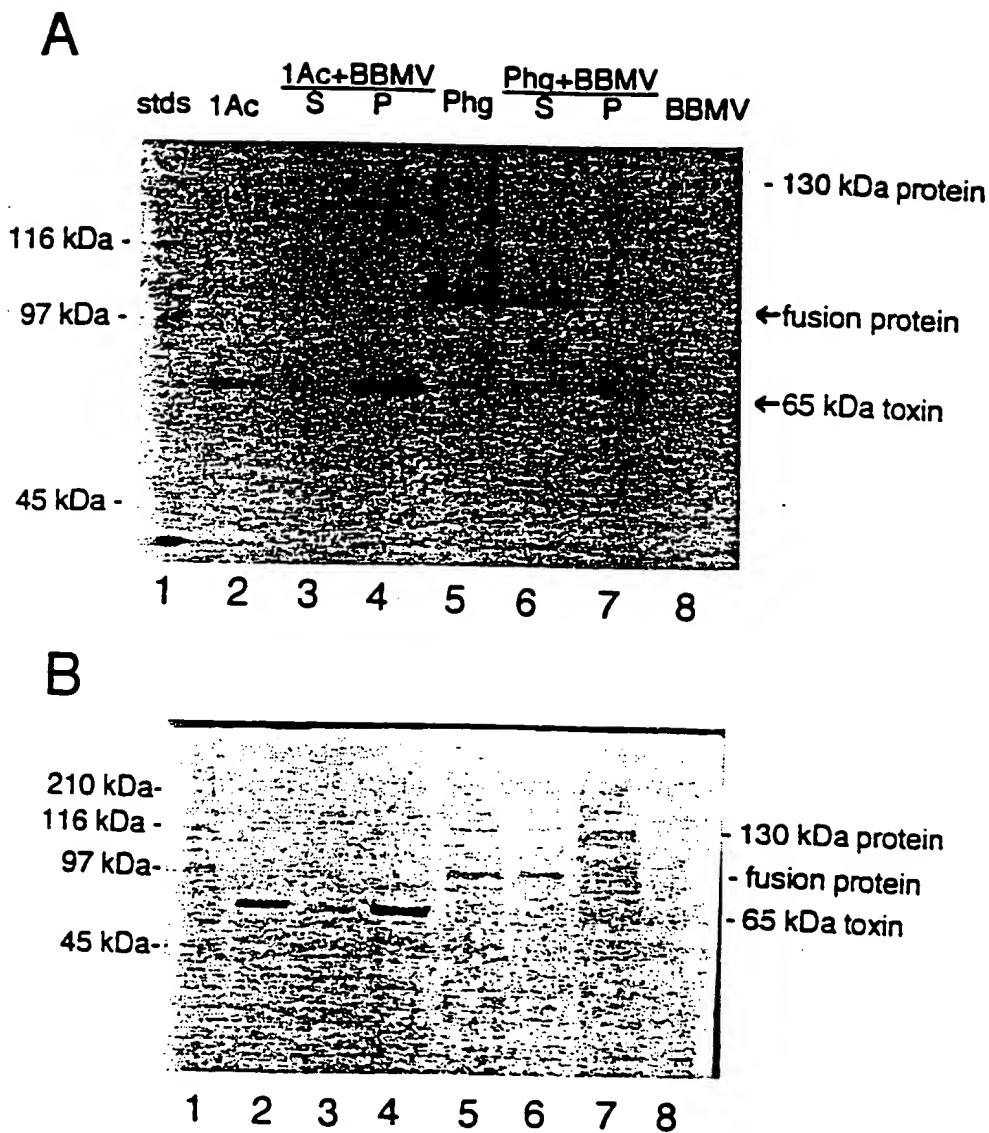 A
1Ac+BBMV Phg+BBMV
stds 1Ac S P Phg S P BBMV
- 130 kDa protein
116 kDa -
97 kDa -
←fusion protein
←65 kDa toxin
45 kDa -
1 2 3 4 5 6 7 8
B
210 kDa-
116 kDa -
- 130 kDa protein
97 kDa-
- fusion protein
- 65 kDa toxin
45 kDa-
1 2 3 4 5 6 7 8